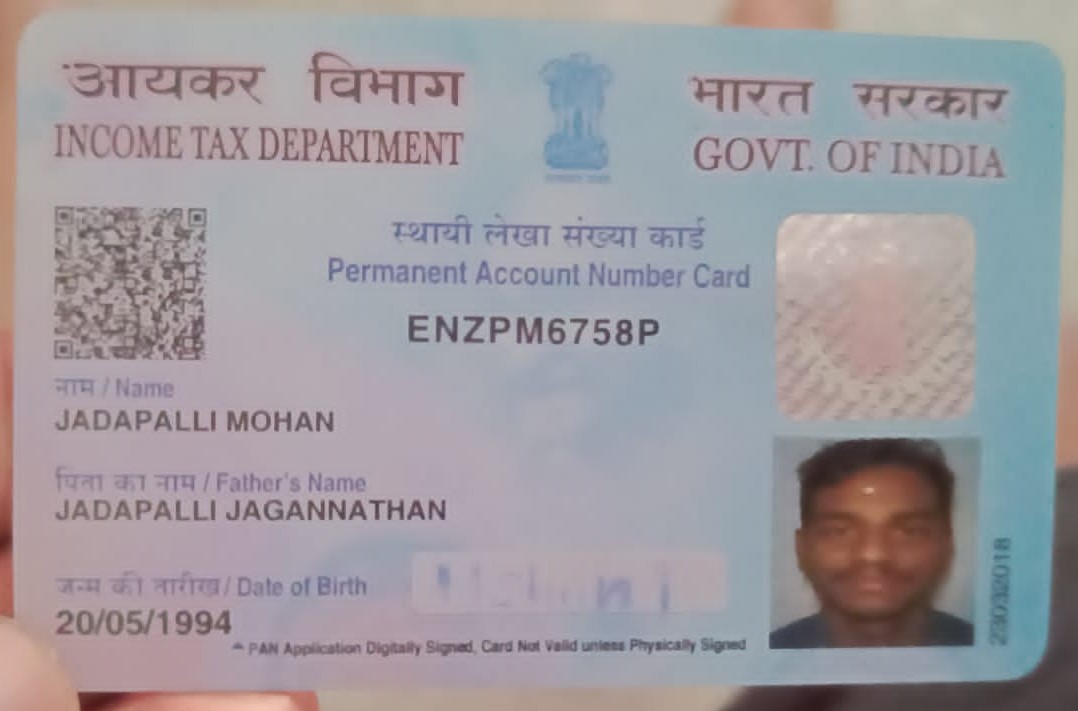 आयकर विभाग
INCOME TAX DEPARTMENT
भारत सरकार
GOVT. OF INDIA
स्थायी लेखा संख्या कार्ड
Permanent Account Number Card
ENZPM6758P
नाम / Name
JADAPALLI MOHAN
पिता का नाम / Father's Name
JADAPALLI JAGANNATHAN
जन्म की तारीख / Date of Birth
20/05/1994
PAN Application Digitally Signed, Card Not Valid unless Physically Signed
23032018